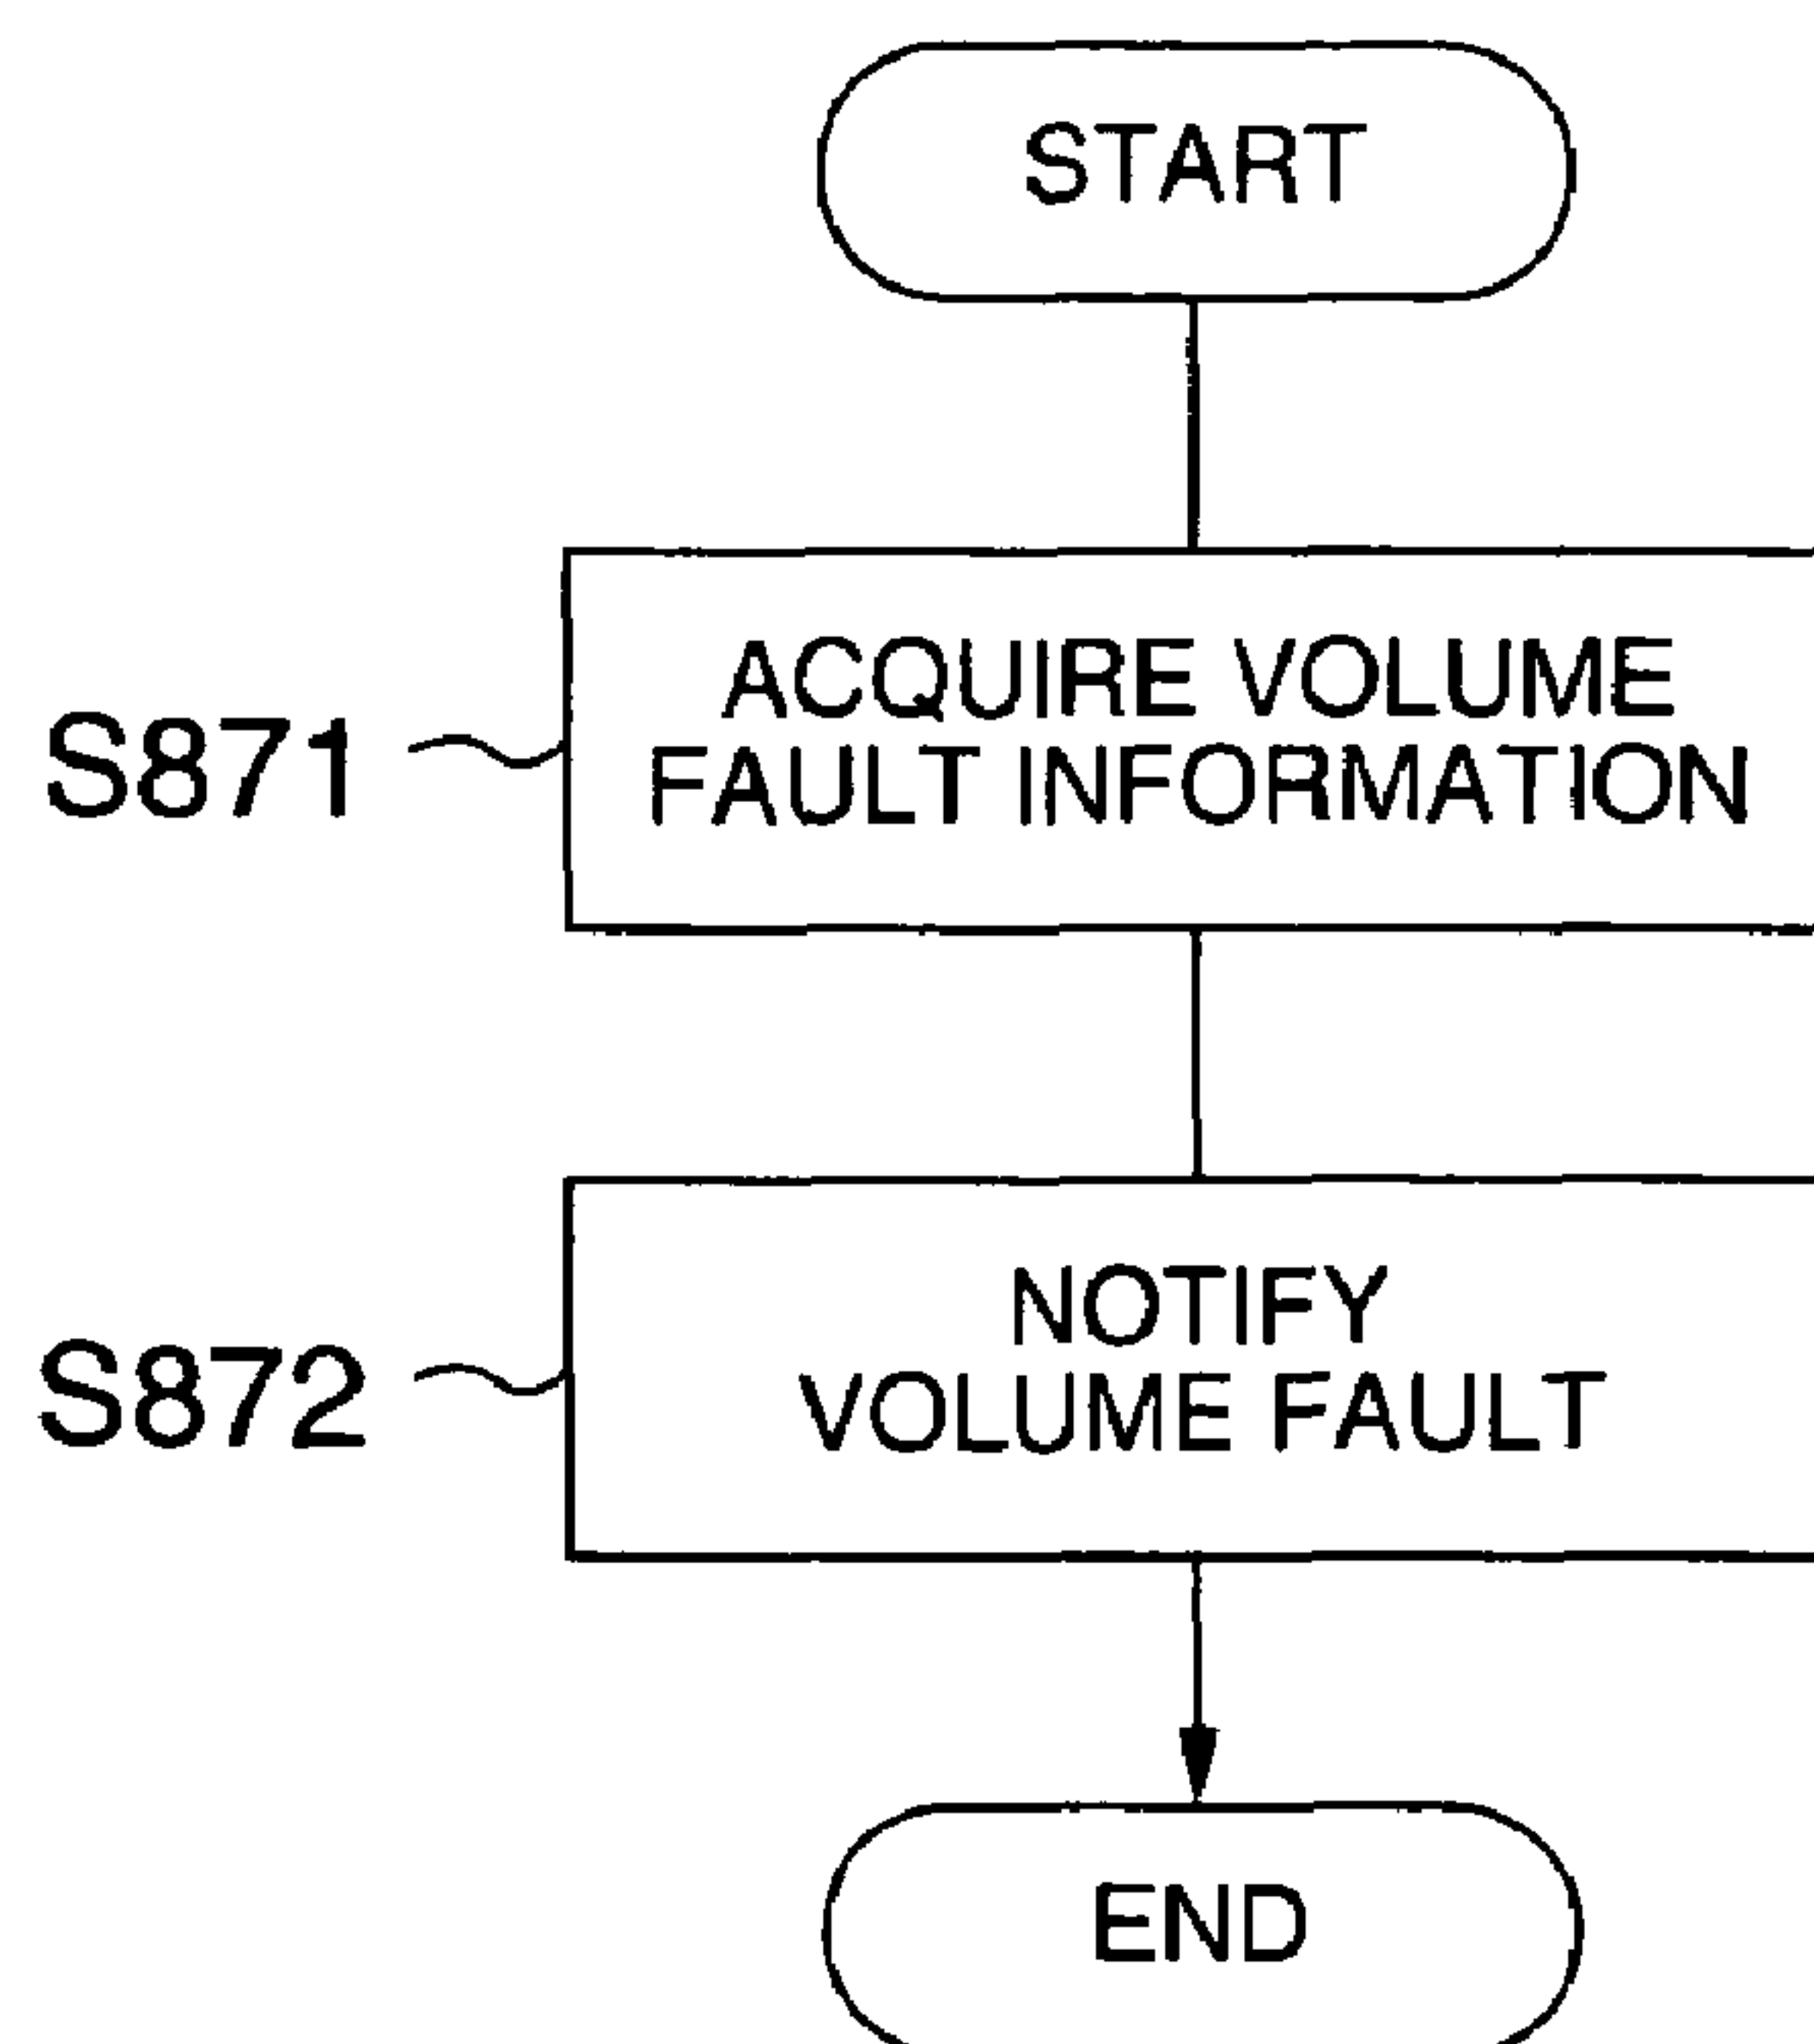 START
S871
ACQUIRE VOLUME
FAULT INFORMATION
S872
NOTIFY
VOLUME FAULT
END